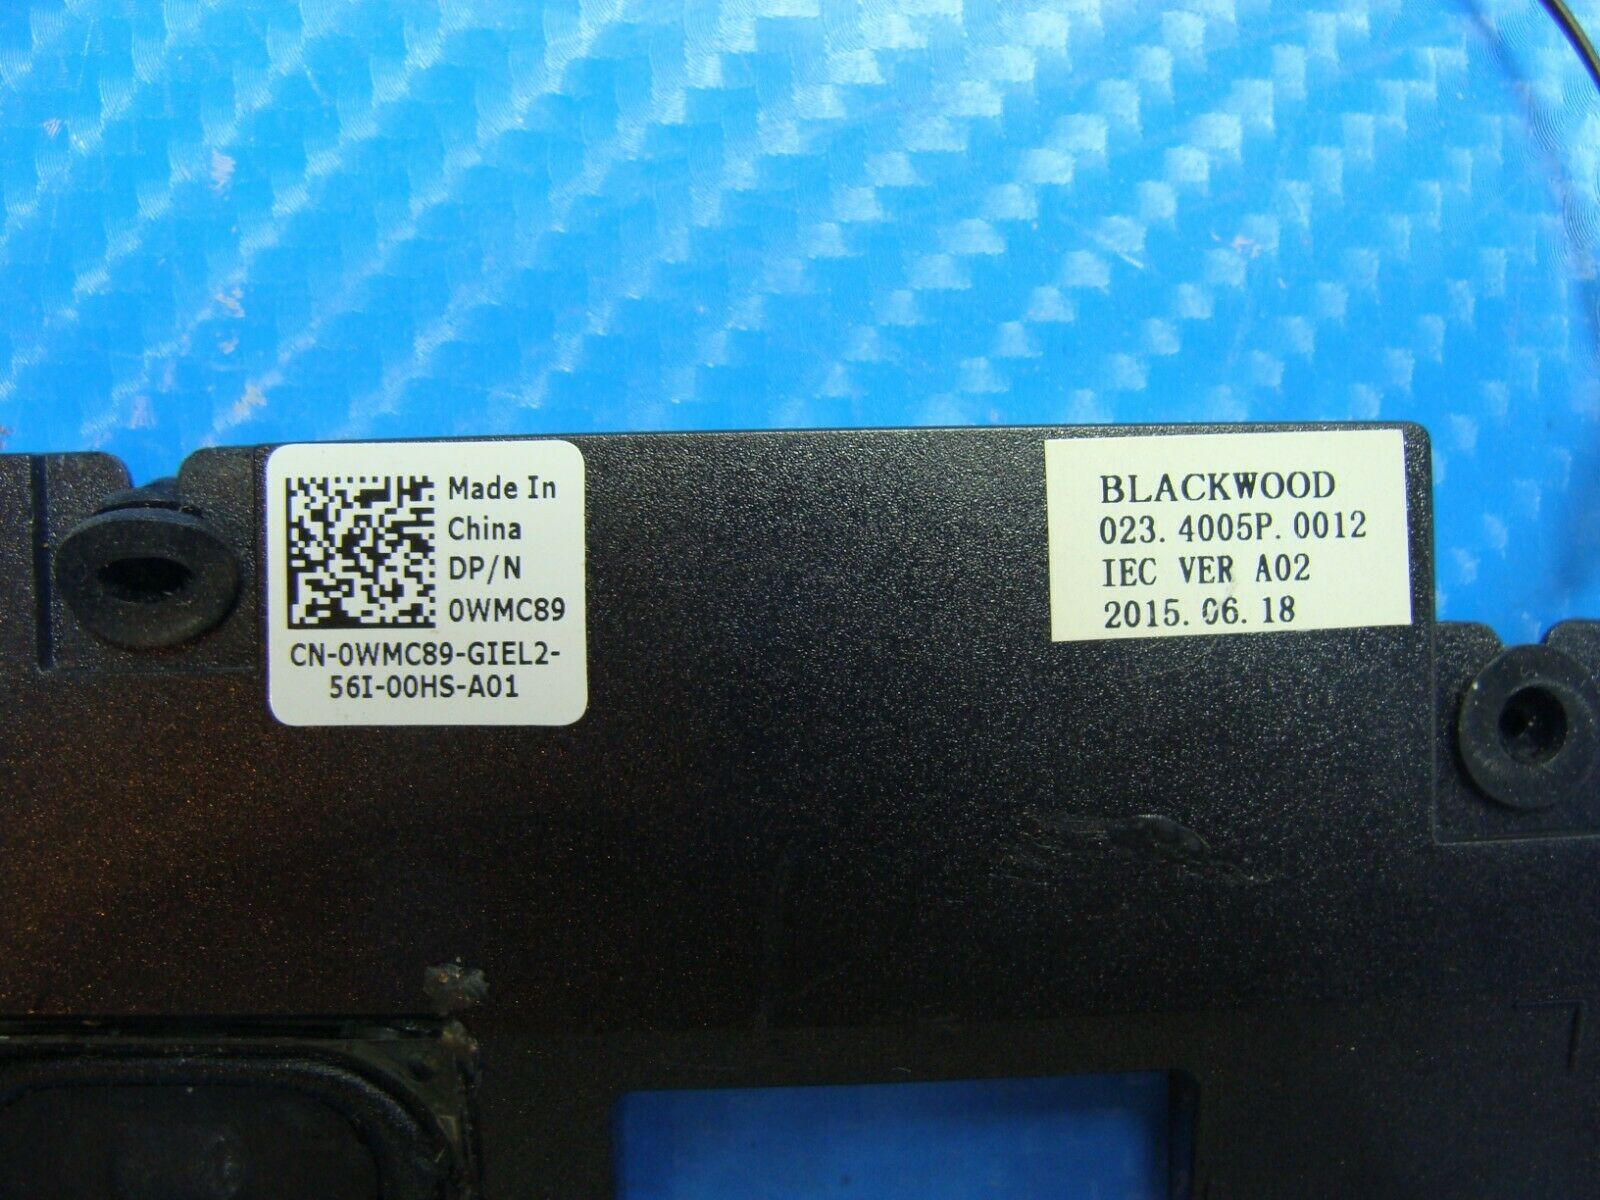 Made In
China
DP/N
0WMC89
CN-0WMC89-GIEL2-
56I-00HS-A01
BLACKWOOD
023.4005P.0012
IEC VER A02
2015.06.18